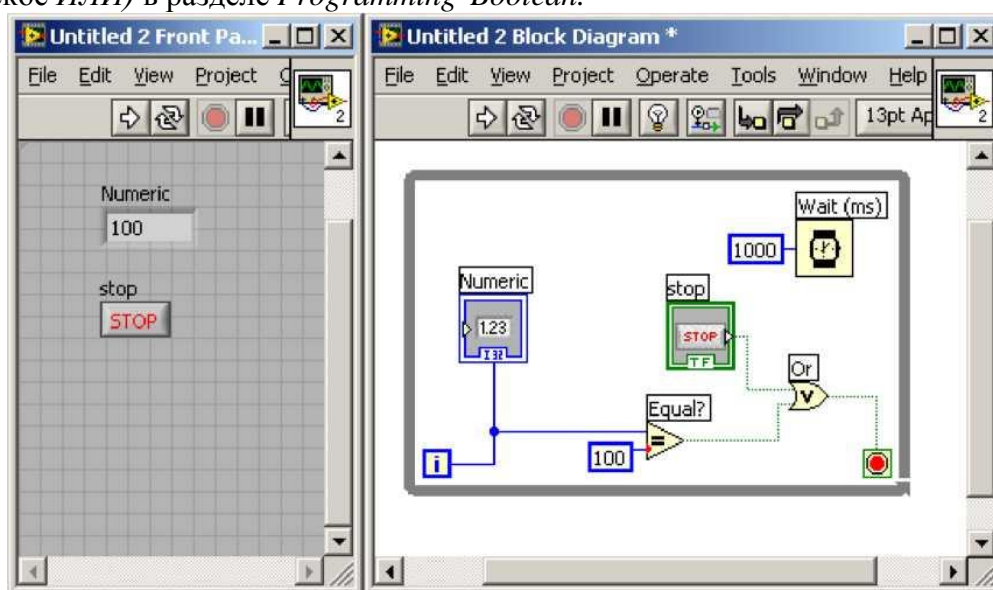 ИЛИ) в разделе Programming Boolean.
Untitled 2 Front Pa...
File Edit View Project
2
Numeric
100
stop
STOP
Untitled 2 Block Diagram *
File Edit View Project Operate Tools Window Help
13pt Ap
2
Wait (ms)
1000
Numeric
1.23
I32
stop
STOP
TF
Or
V
Equal?
=
100
i